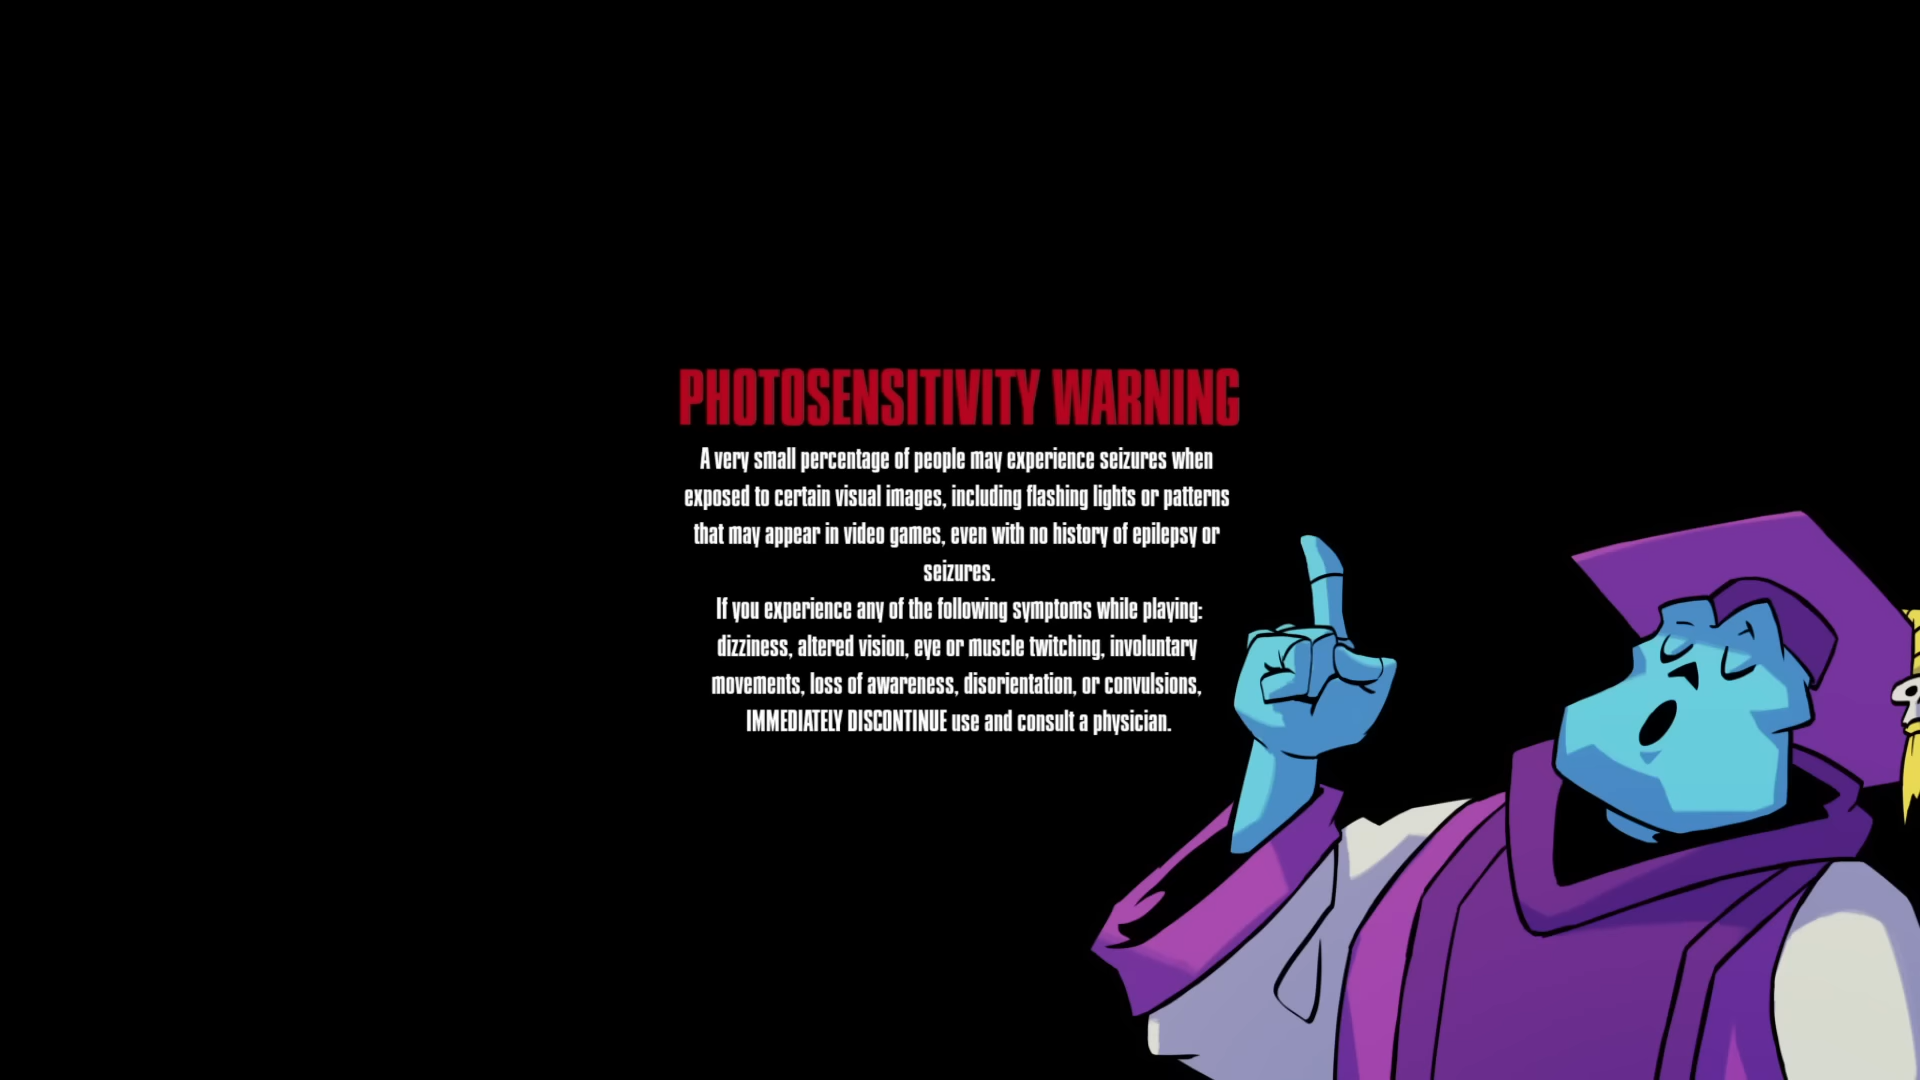 PHOTOSENSITIVITY WARNING
A very small percentage of people may experience seizures when
exposed to certain visual images, including flashing lights or patterns
that may appear in video games, even with no history of epilepsy or
seizures.
If you experience any of the following symptoms while playing:
dizziness, altered vision, eye or muscle twitching, involuntary
movements, loss of awareness, disorientation, or convulsions,
IMMEDIATELY DISCONTINUE use and consult a physician.